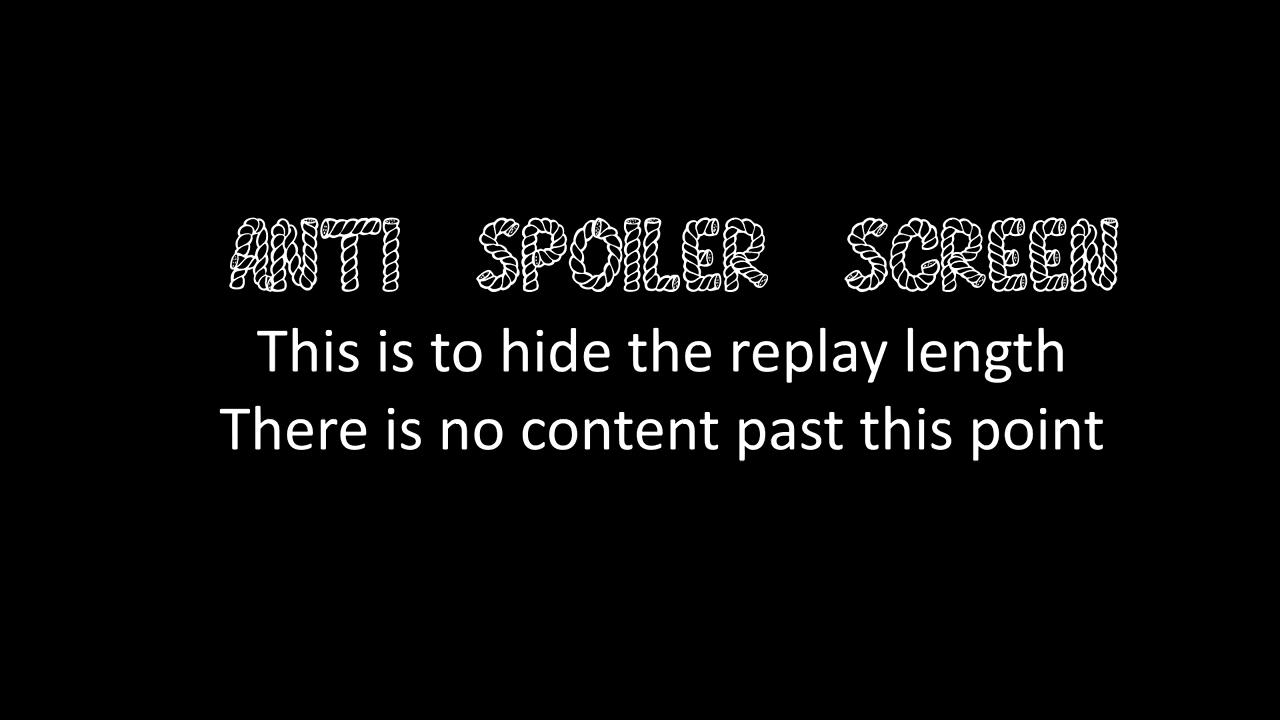 ANTI SPOILER SCREEN
This is to hide the replay length
There is no content past this point